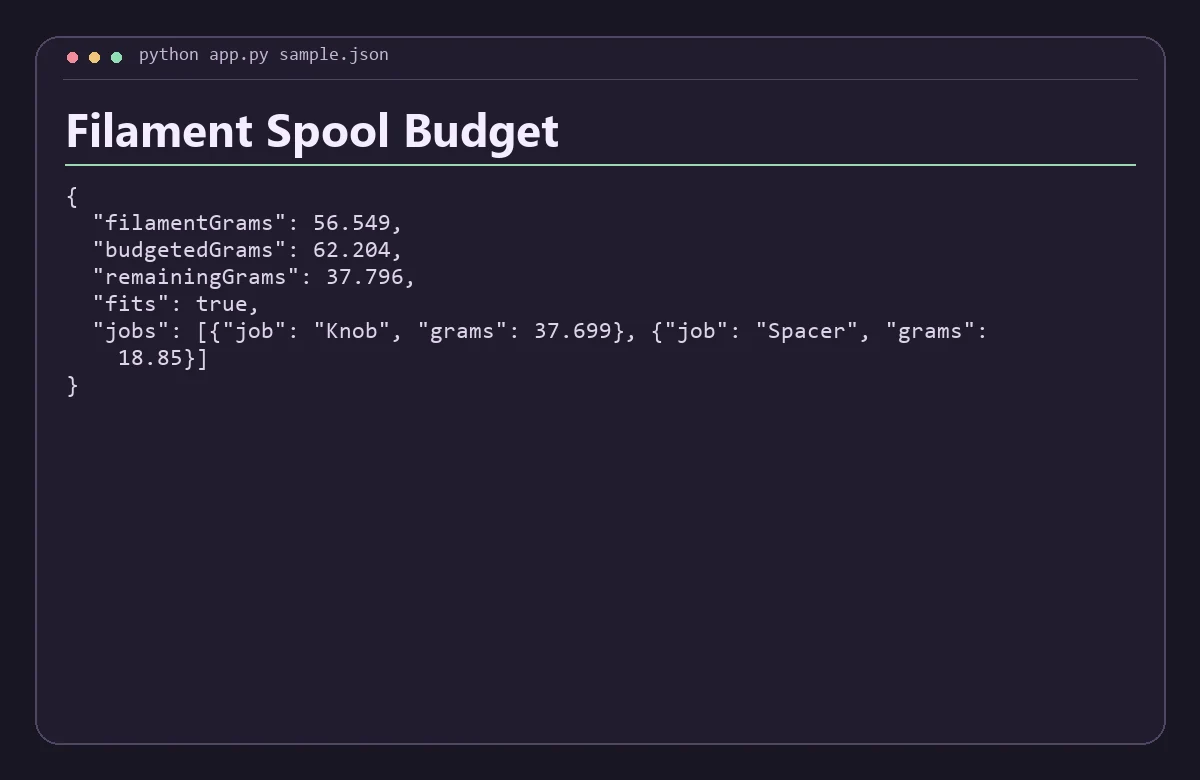 python app.py sample.json
Filament Spool Budget
{
  "filamentGrams": 56.549,
  "budgetedGrams": 62.204,
  "remainingGrams": 37.796,
  "fits": true,
  "jobs": [{"job": "Knob", "grams": 37.699}, {"job": "Spacer", "grams":
    18.85}]
}